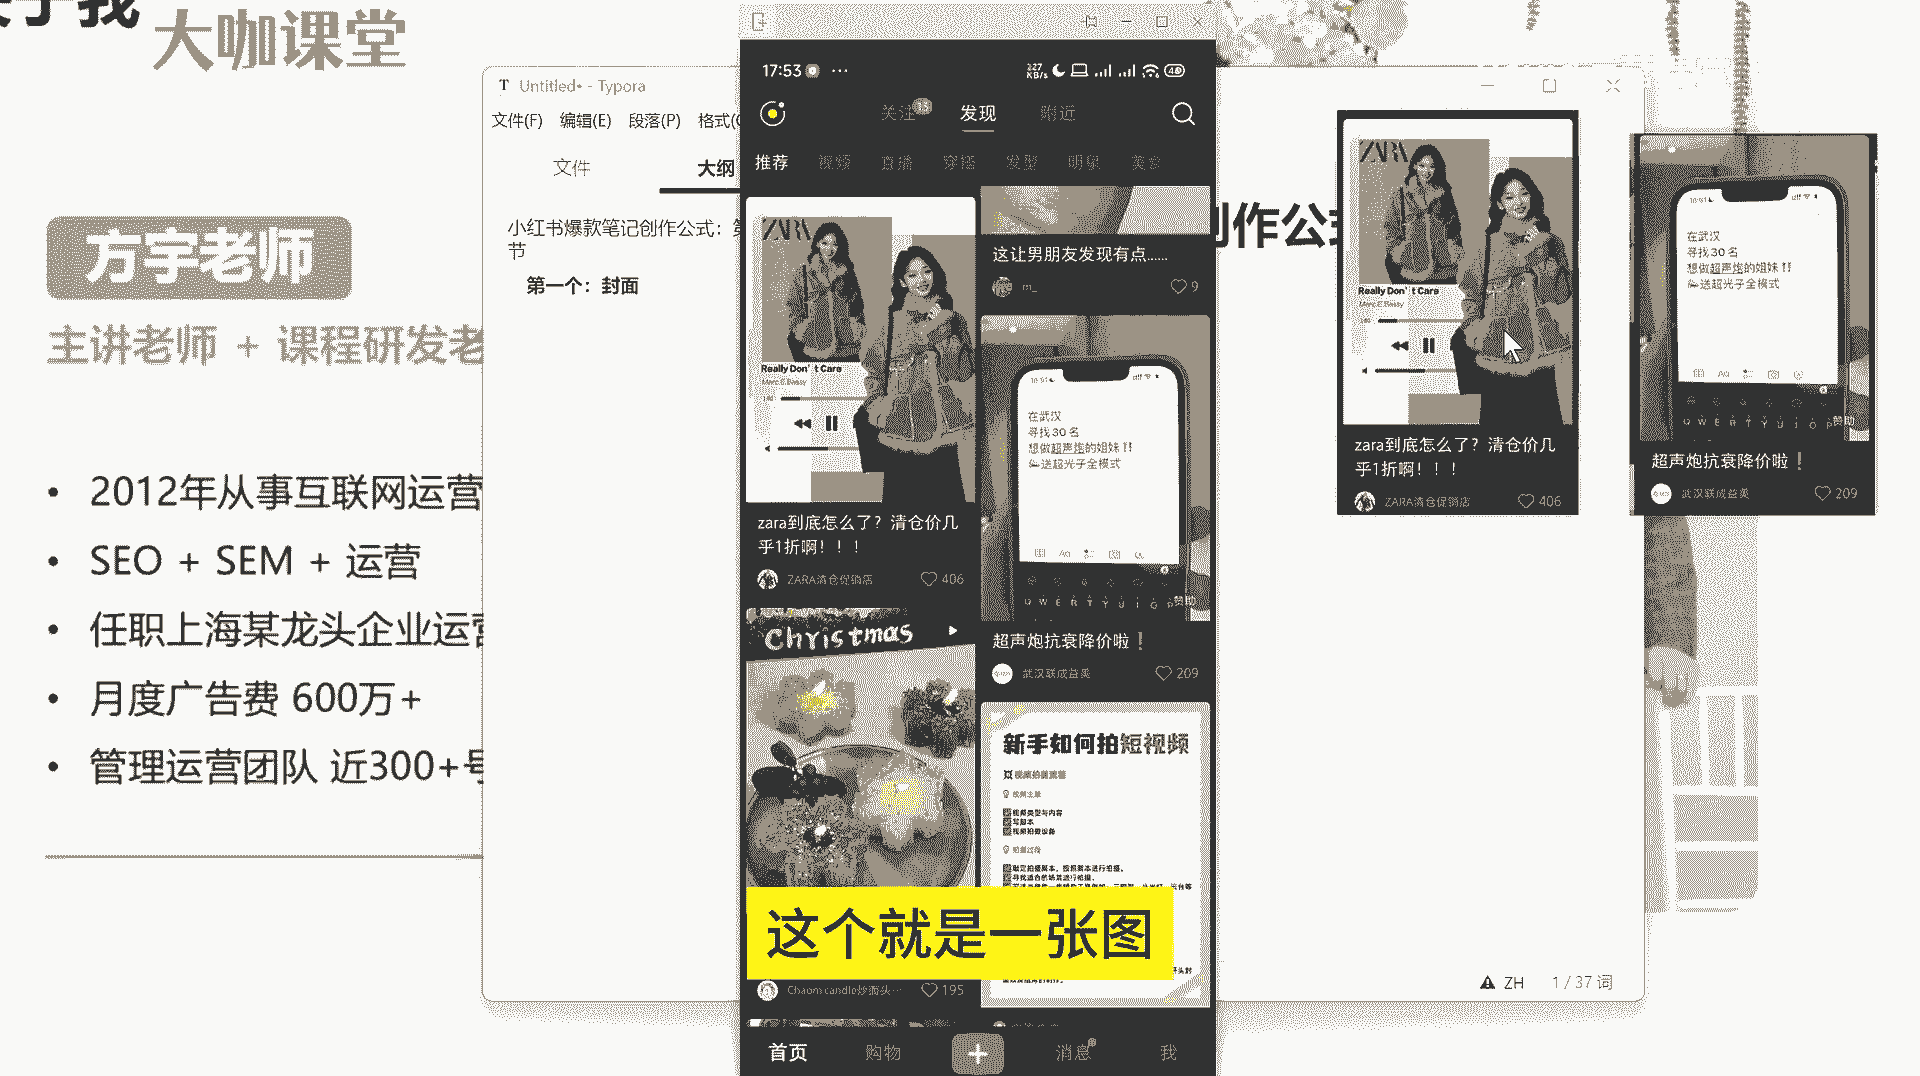 大咖课堂
方宇老师
主讲老师 + 课程研发老
• 2012年从事互联网运营
• SEO + SEM + 运营
• 任职上海某龙头企业运营
• 月度广告费 600万+
• 管理运营团队 近300+号
Untitled• - Typora
文件(F) 编辑(E) 段落(P) 格式(
文件
大纲
小红书爆款笔记创作公式：第
节
第一个：封面
创作公式
17:53
227 KB/s
关注 13 发现 附近
推荐 视频 直播 穿搭 发型 明星 美食
ZARA
Really Don't Care
Marc E. Bassy
zara到底怎么了？清仓价几
乎1折啊！！！
ZARA清仓促销店 406
Christmas
这个就是一张图
195
这让男朋友发现有点……
m_ 9
在武汉
寻找30名
想做超声炮的姐妹!!
送超光子全模式
Q W E R T Y U I O P
赞助
超声炮抗衰降价啦！
武汉联成益美 209
新手如何拍短视频
首页 购物 消息 我
ZARA
Really Don't Care
Marc E. Bassy
zara到底怎么了？清仓价几
乎1折啊！！！
ZARA清仓促销店 406
在武汉
寻找30名
想做超声炮的姐妹!!
送超光子全模式
Q W E R T Y U I O P
赞助
超声炮抗衰降价啦！
武汉联成益美 209
ZH 1 / 37 词